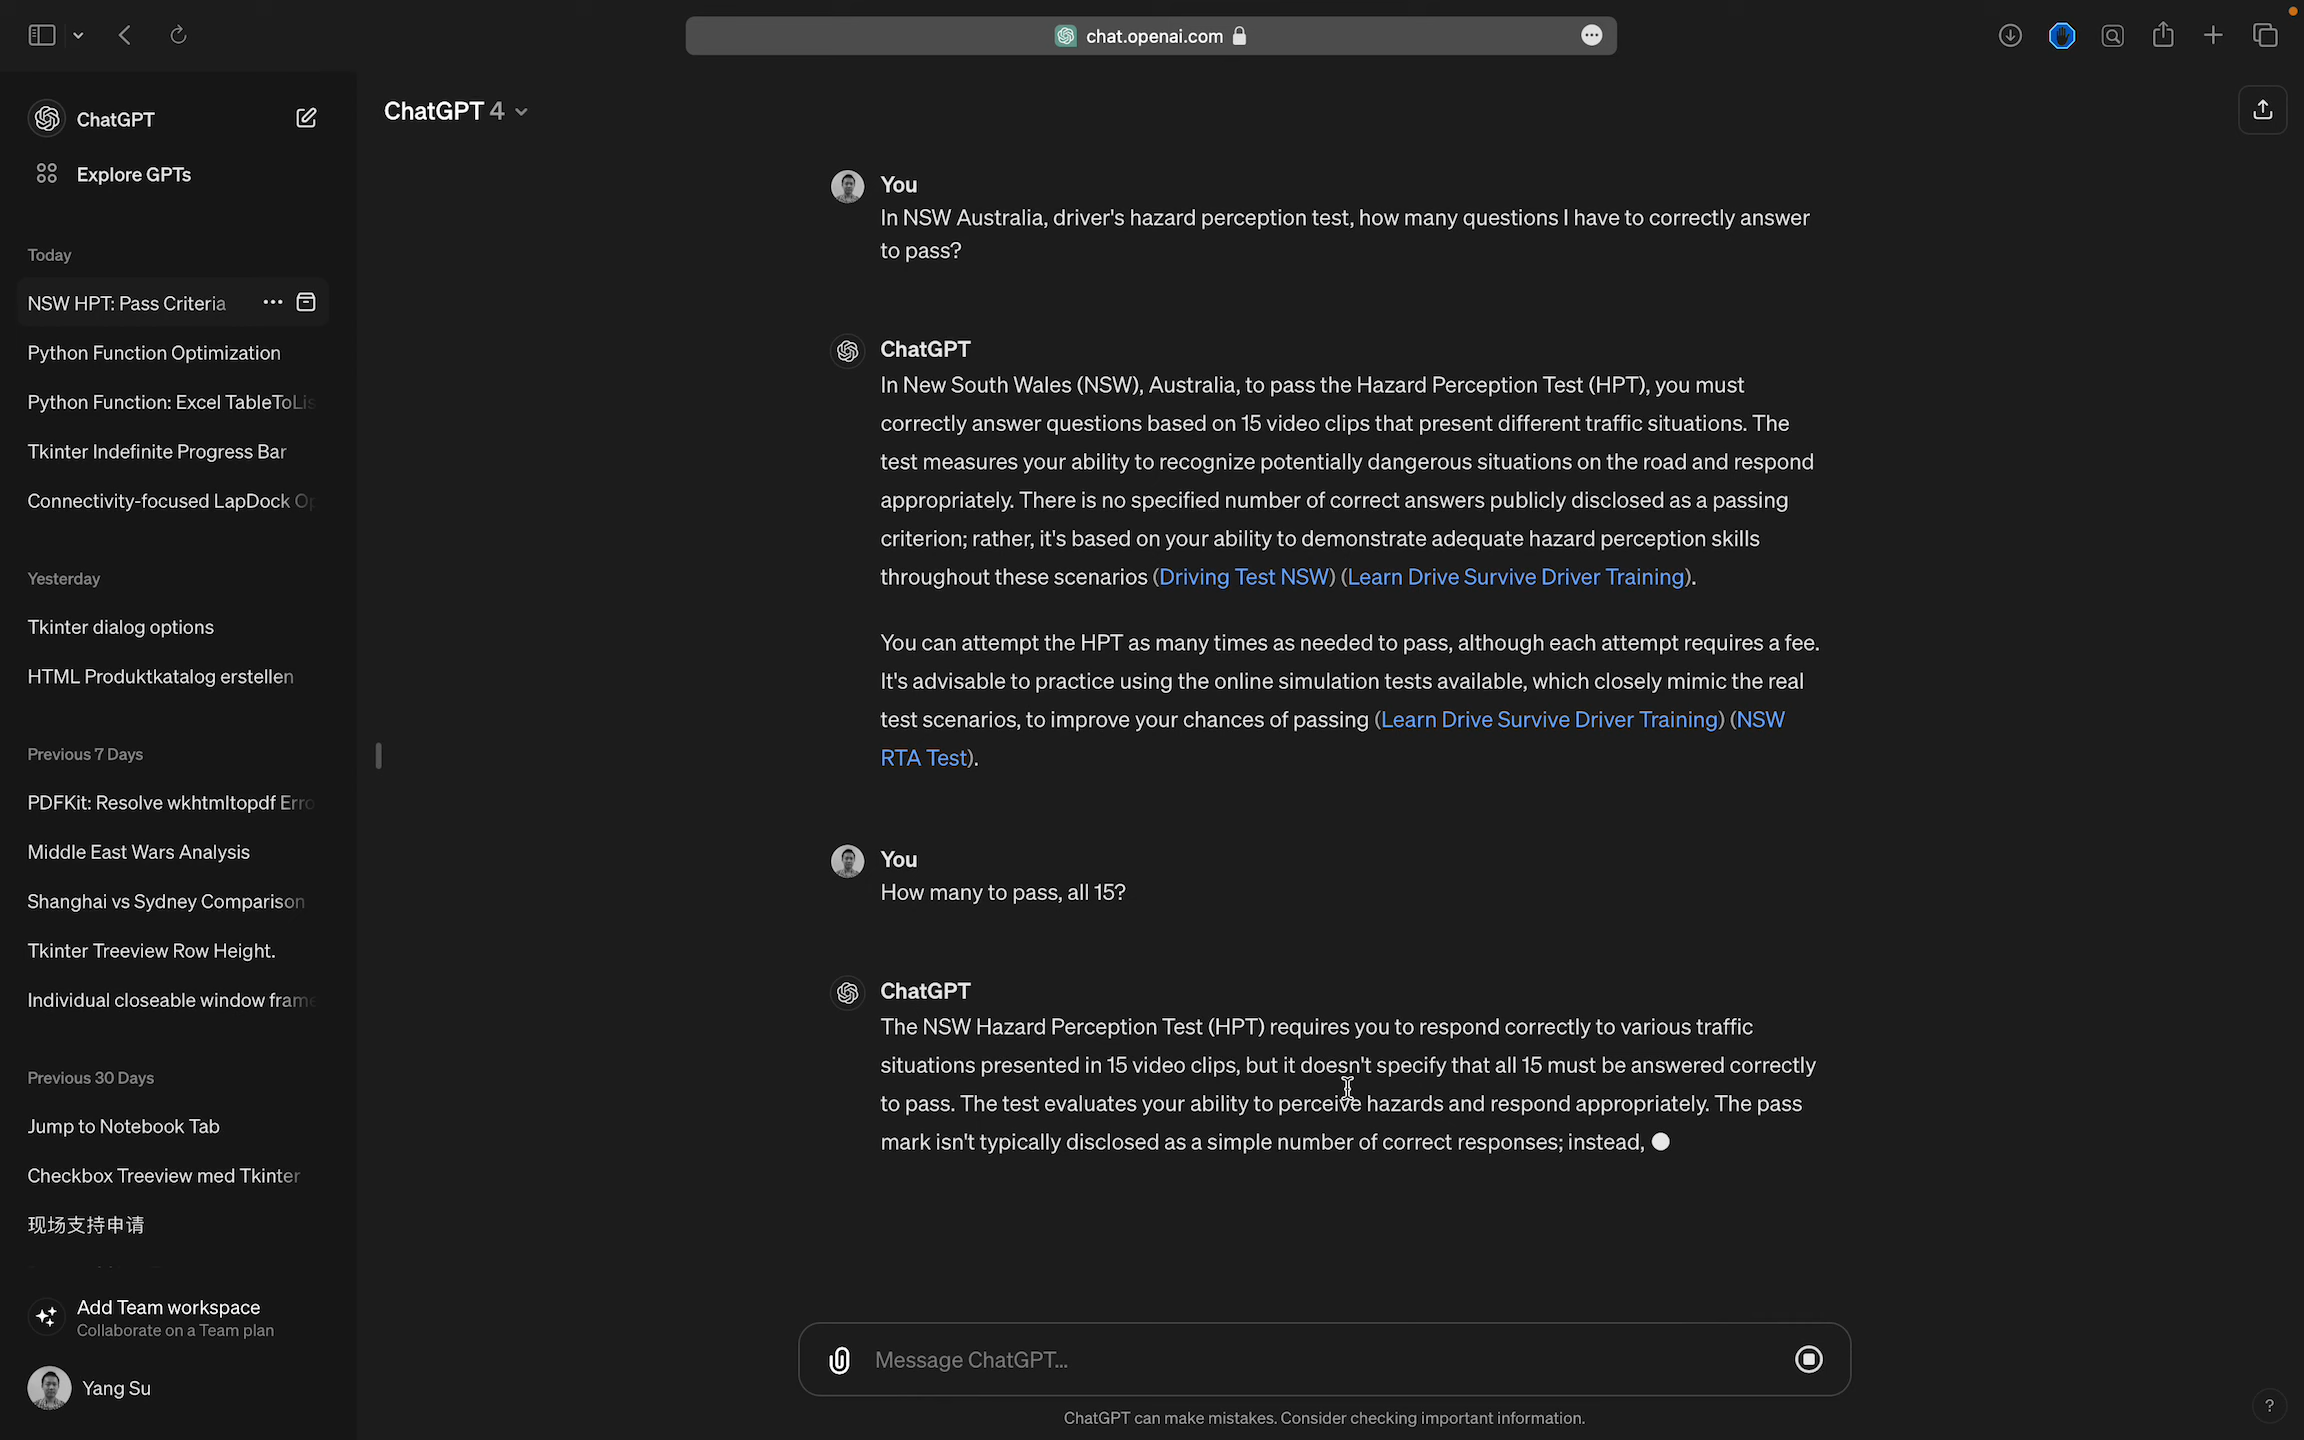 chat.openai.com
ChatGPT
Explore GPTs
Today
NSW HPT: Pass Criteria
Python Function Optimization
Python Function: Excel TableToLis
Tkinter Indefinite Progress Bar
Connectivity-focused LapDock Op
Yesterday
Tkinter dialog options
HTML Produktkatalog erstellen
Previous 7 Days
PDFKit: Resolve wkhtmltopdf Erro
Middle East Wars Analysis
Shanghai vs Sydney Comparison
Tkinter Treeview Row Height.
Individual closeable window frame
Previous 30 Days
Jump to Notebook Tab
Checkbox Treeview med Tkinter
现场支持申请
Add Team workspace
Collaborate on a Team plan
Yang Su
ChatGPT 4
You
In NSW Australia, driver's hazard perception test, how many questions I have to correctly answer
to pass?
ChatGPT
In New South Wales (NSW), Australia, to pass the Hazard Perception Test (HPT), you must
correctly answer questions based on 15 video clips that present different traffic situations. The
test measures your ability to recognize potentially dangerous situations on the road and respond
appropriately. There is no specified number of correct answers publicly disclosed as a passing
criterion; rather, it's based on your ability to demonstrate adequate hazard perception skills
throughout these scenarios (Driving Test NSW) (Learn Drive Survive Driver Training).
You can attempt the HPT as many times as needed to pass, although each attempt requires a fee.
It's advisable to practice using the online simulation tests available, which closely mimic the real
test scenarios, to improve your chances of passing (Learn Drive Survive Driver Training) (NSW
RTA Test).
You
How many to pass, all 15?
ChatGPT
The NSW Hazard Perception Test (HPT) requires you to respond correctly to various traffic
situations presented in 15 video clips, but it doesn't specify that all 15 must be answered correctly
to pass. The test evaluates your ability to perceive hazards and respond appropriately. The pass
mark isn't typically disclosed as a simple number of correct responses; instead,
Message ChatGPT...
ChatGPT can make mistakes. Consider checking important information.
?